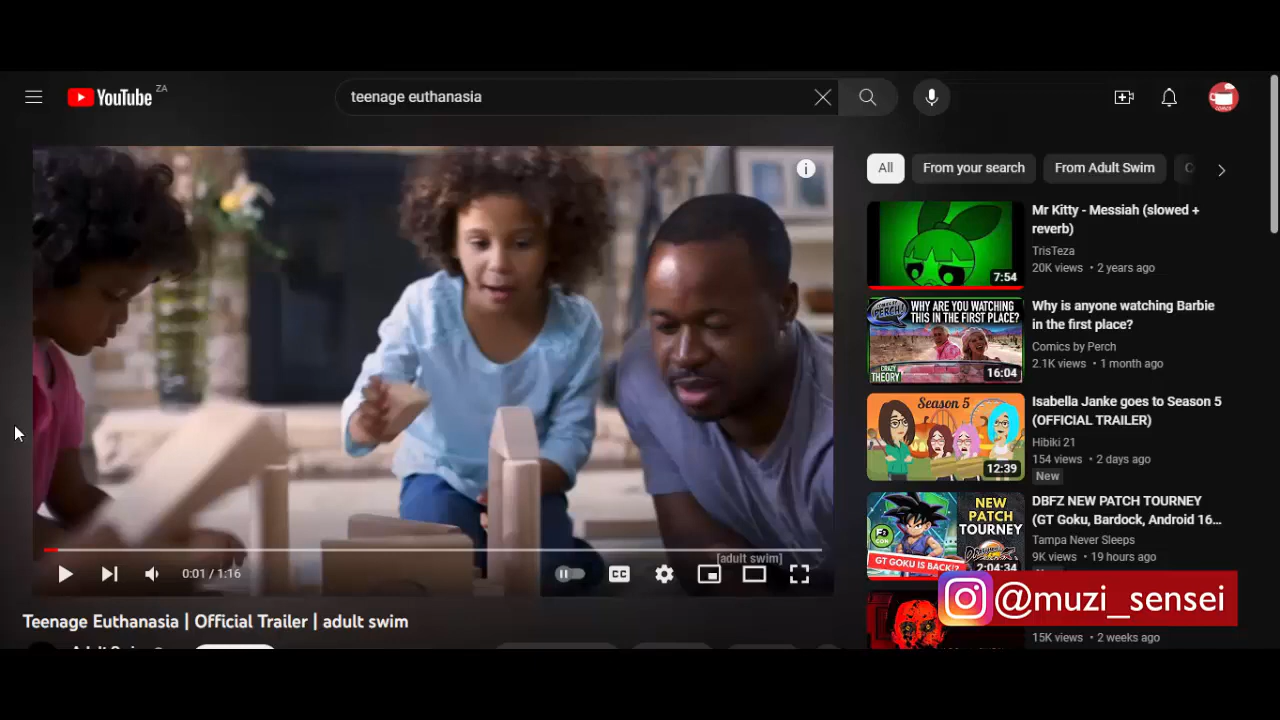 YouTube ZA
teenage euthanasia
All
From your search
From Adult Swim
Mr Kitty - Messiah (slowed +
reverb)
TrisTeza
20K views • 2 years ago
7:54
WHY ARE YOU WATCHING
THIS IN THE FIRST PLACE?
CRAZY
THEORY
16:04
Why is anyone watching Barbie
in the first place?
Comics by Perch
2.1K views • 1 month ago
Season 5
12:39
Isabella Janke goes to Season 5
(OFFICIAL TRAILER)
Hibiki 21
154 views • 2 days ago
New
NEW
PATCH
TOURNEY
GT GOKU IS BACK!?
2:04:34
DBFZ NEW PATCH TOURNEY
(GT Goku, Bardock, Android 16...
Tampa Never Sleeps
9K views • 19 hours ago
@muzi_sensei
15K views • 2 weeks ago
[adult swim]
0:01 / 1:16
CC
Teenage Euthanasia | Official Trailer | adult swim